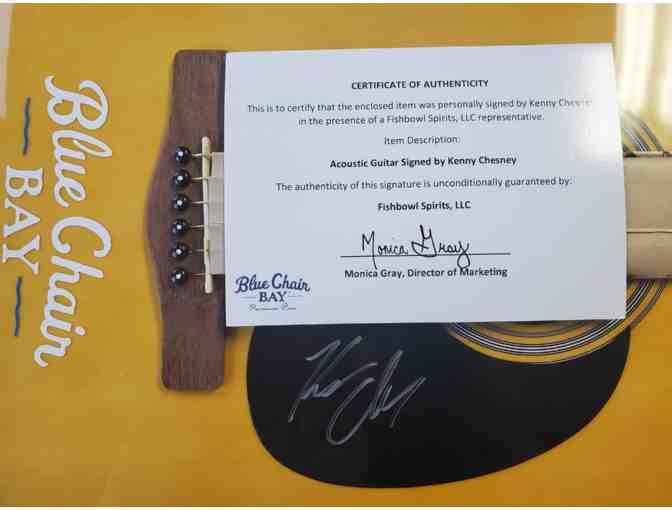 Blue Chair
BAY
CERTIFICATE OF AUTHENTICITY
This is to certify that the enclosed item was personally signed by Kenny Chesney
in the presence of a Fishbowl Spirits, LLC representative.
Item Description:
Acoustic Guitar Signed by Kenny Chesney
The authenticity of this signature is unconditionally guaranteed by:
Fishbowl Spirits, LLC
Monica Gray
Monica Gray, Director of Marketing
Blue Chair
BAY
Premium Rum